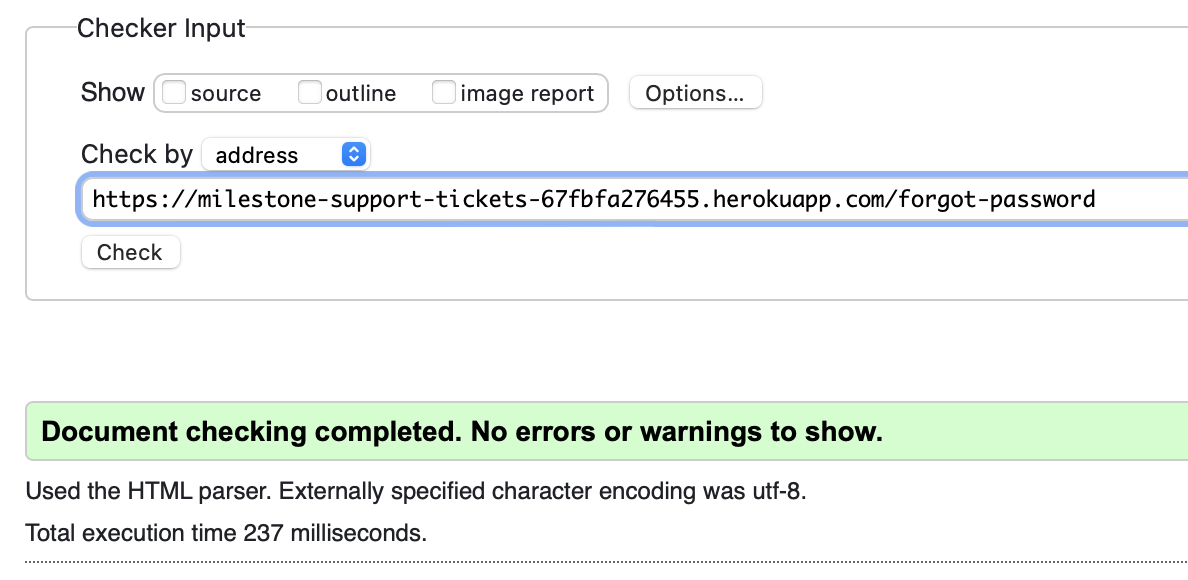 Checker Input
Show source outline image report Options...
Check by address
https://milestone-support-tickets-67fbfa276455.herokuapp.com/forgot-password
Check
Document checking completed. No errors or warnings to show.
Used the HTML parser. Externally specified character encoding was utf-8.
Total execution time 237 milliseconds.